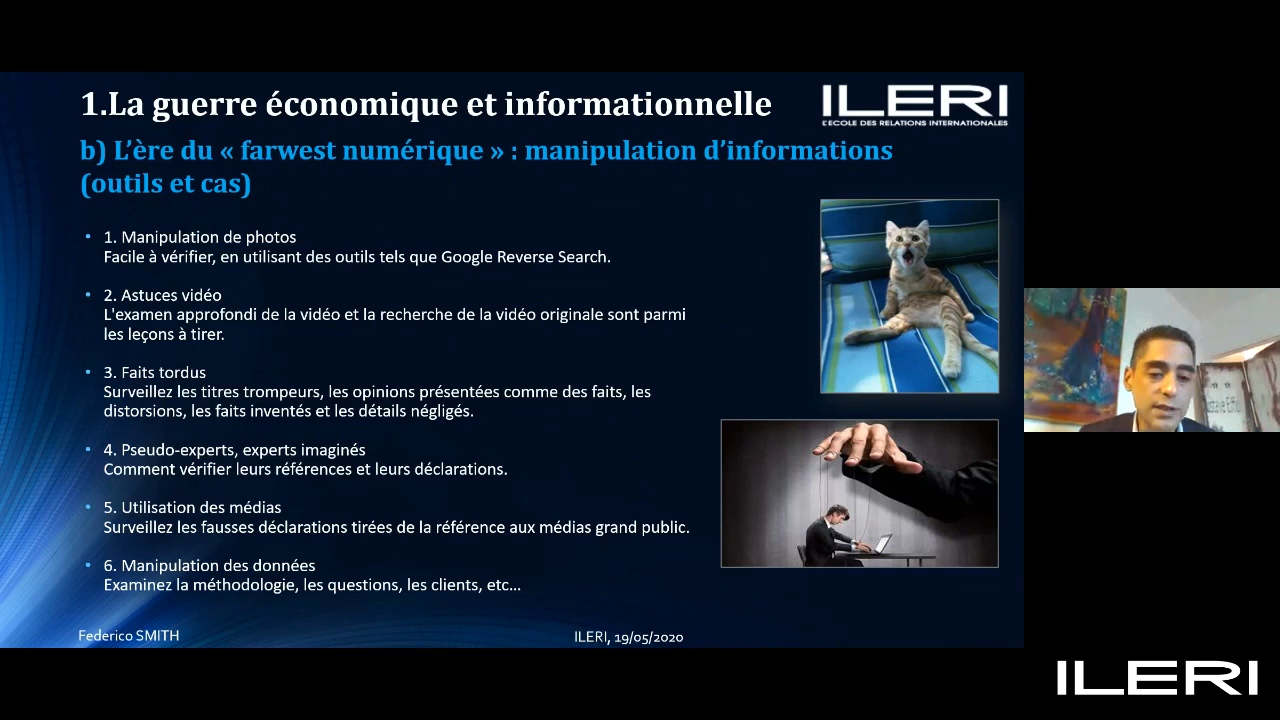 1.La guerre économique et informationnelle
ILERI
L'ECOLE DES RELATIONS INTERNATIONALES
b) L'ère du « farwest numérique » : manipulation d'informations
(outils et cas)
• 1. Manipulation de photos
Facile à vérifier, en utilisant des outils tels que Google Reverse Search.
• 2. Astuces vidéo
L'examen approfondi de la vidéo et la recherche de la vidéo originale sont parmi
les leçons à tirer.
• 3. Faits tordus
Surveillez les titres trompeurs, les opinions présentées comme des faits, les
distorsions, les faits inventés et les détails négligés.
• 4. Pseudo-experts, experts imaginés
Comment vérifier leurs références et leurs déclarations.
• 5. Utilisation des médias
Surveillez les fausses déclarations tirées de la référence aux médias grand public.
• 6. Manipulation des données
Examinez la méthodologie, les questions, les clients, etc...
Federico SMITH
ILERI, 19/05/2020
ILERI